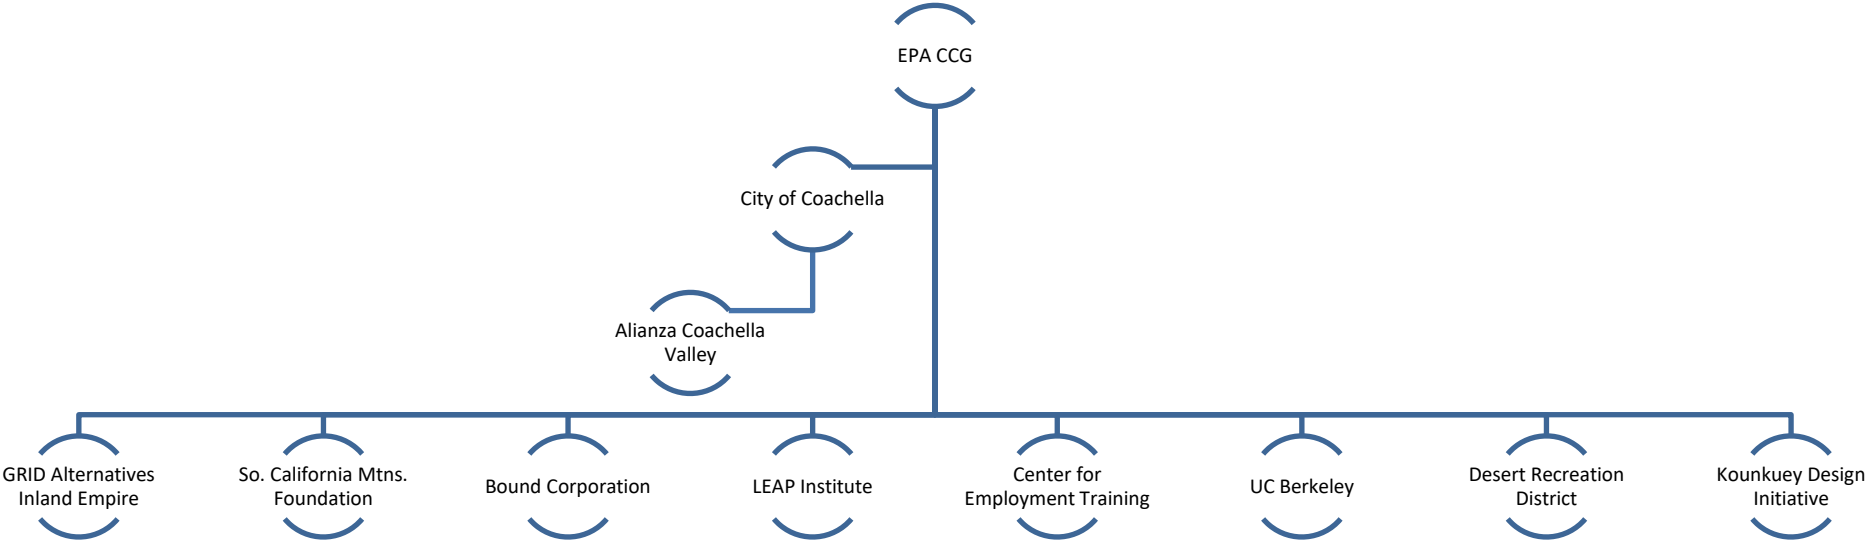 EPA CCG
City of Coachella
Alianza Coachella
Valley
GRID Alternatives
Inland Empire
So. California Mtns.
Foundation
Bound Corporation
LEAP Institute
Center for
Employment Training
UC Berkeley
Desert Recreation
District
Kounkuey Design
Initiative